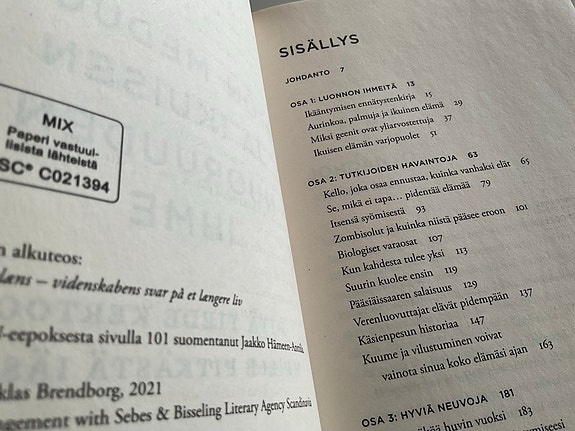 MIX
Paperi vastuul-
lisista lähteistä
SC® C021394
alkuteos:
læns – videnskabens svar på et længere liv
-eepoksesta sivulla 101 suomentanut Jaakko Hämeen-Anttila
klas Brendborg, 2021
agement with Sebes & Bisseling Literary Agency Scandinavia
SISÄLLYS
JOHDANTO 7
OSA 1: LUONNON IHMEITÄ 13
Ikääntymisen ennätystenkirja 15
Aurinkoa, palmuja ja ikuinen elämä 29
Miksi geenit ovat yliarvostettuja 37
Ikuisen elämän varjopuolet 51
OSA 2: TUTKIJOIDEN HAVAINTOJA 63
Kello, joka osaa ennustaa, kuinka vanhaksi elät 65
Se, mikä ei tapa… pidentää elämää 79
Itsensä syömisestä 93
Zombisolut ja kuinka niistä pääsee eroon 101
Biologiset varaosat 107
Kun kahdesta tulee yksi 113
Suurin kuolee ensin 119
Pääsiäissaaren salaisuus 129
Verenluovuttajat elävät pidempään 137
Käsienpesun historiaa 147
Kuume ja vilustuminen voivat
vainota sinua koko elämäsi ajan 163
OSA 3: HYVIÄ NEUVOJA 181
huvin vuoksi 183